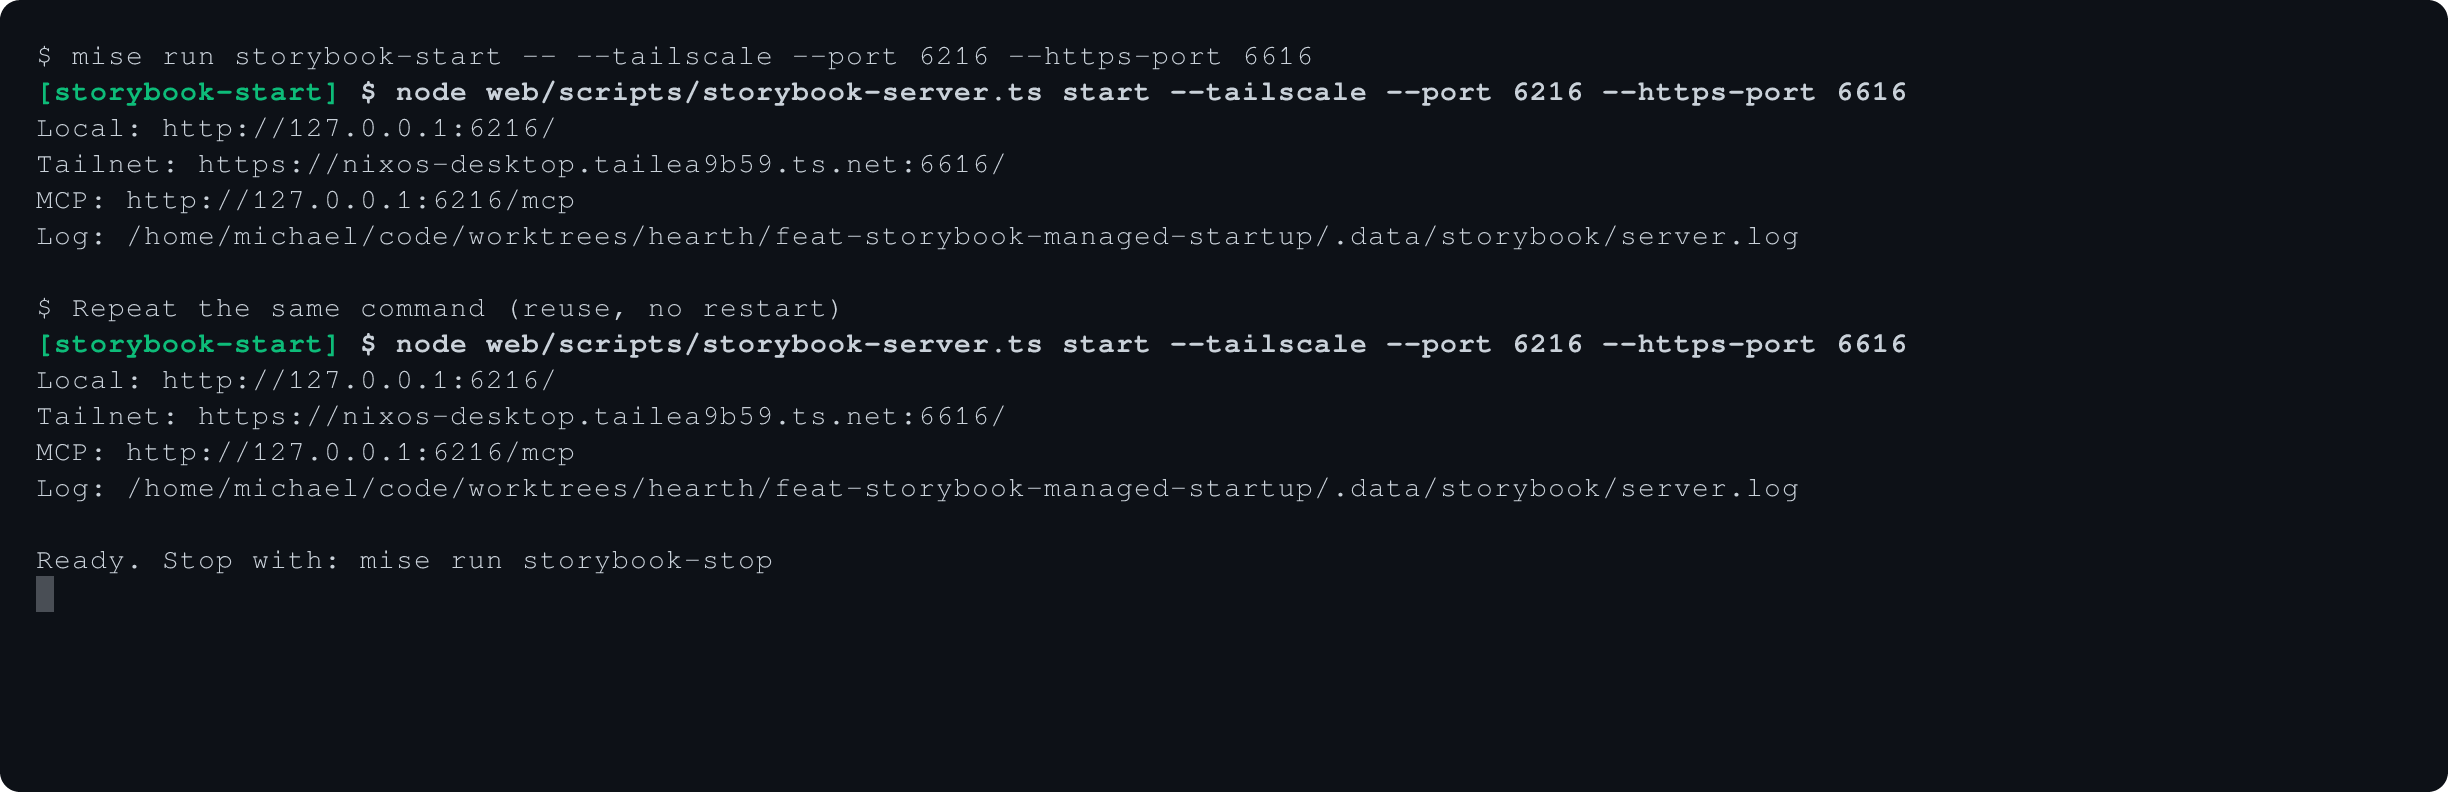 $ mise run storybook-start -- --tailscale --port 6216 --https-port 6616
[storybook-start] $ node web/scripts/storybook-server.ts start --tailscale --port 6216 --https-port 6616
Local: http://127.0.0.1:6216/
Tailnet: https://nixos-desktop.tailea9b59.ts.net:6616/
MCP: http://127.0.0.1:6216/mcp
Log: /home/michael/code/worktrees/hearth/feat-storybook-managed-startup/.data/storybook/server.log
$ Repeat the same command (reuse, no restart)
[storybook-start] $ node web/scripts/storybook-server.ts start --tailscale --port 6216 --https-port 6616
Local: http://127.0.0.1:6216/
Tailnet: https://nixos-desktop.tailea9b59.ts.net:6616/
MCP: http://127.0.0.1:6216/mcp
Log: /home/michael/code/worktrees/hearth/feat-storybook-managed-startup/.data/storybook/server.log
Ready. Stop with: mise run storybook-stop